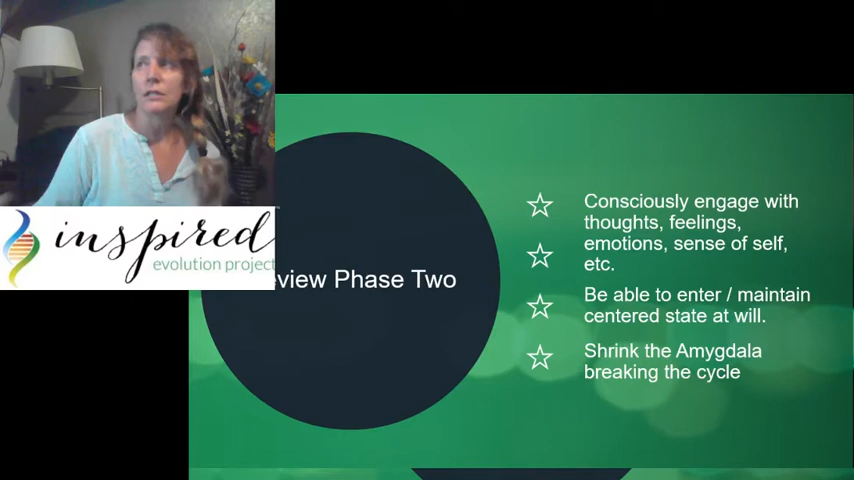 inspired
evolution project
eview Phase Two
Consciously engage with
thoughts, feelings,
emotions, sense of self,
etc.
Be able to enter / maintain
centered state at will.
Shrink the Amygdala
breaking the cycle